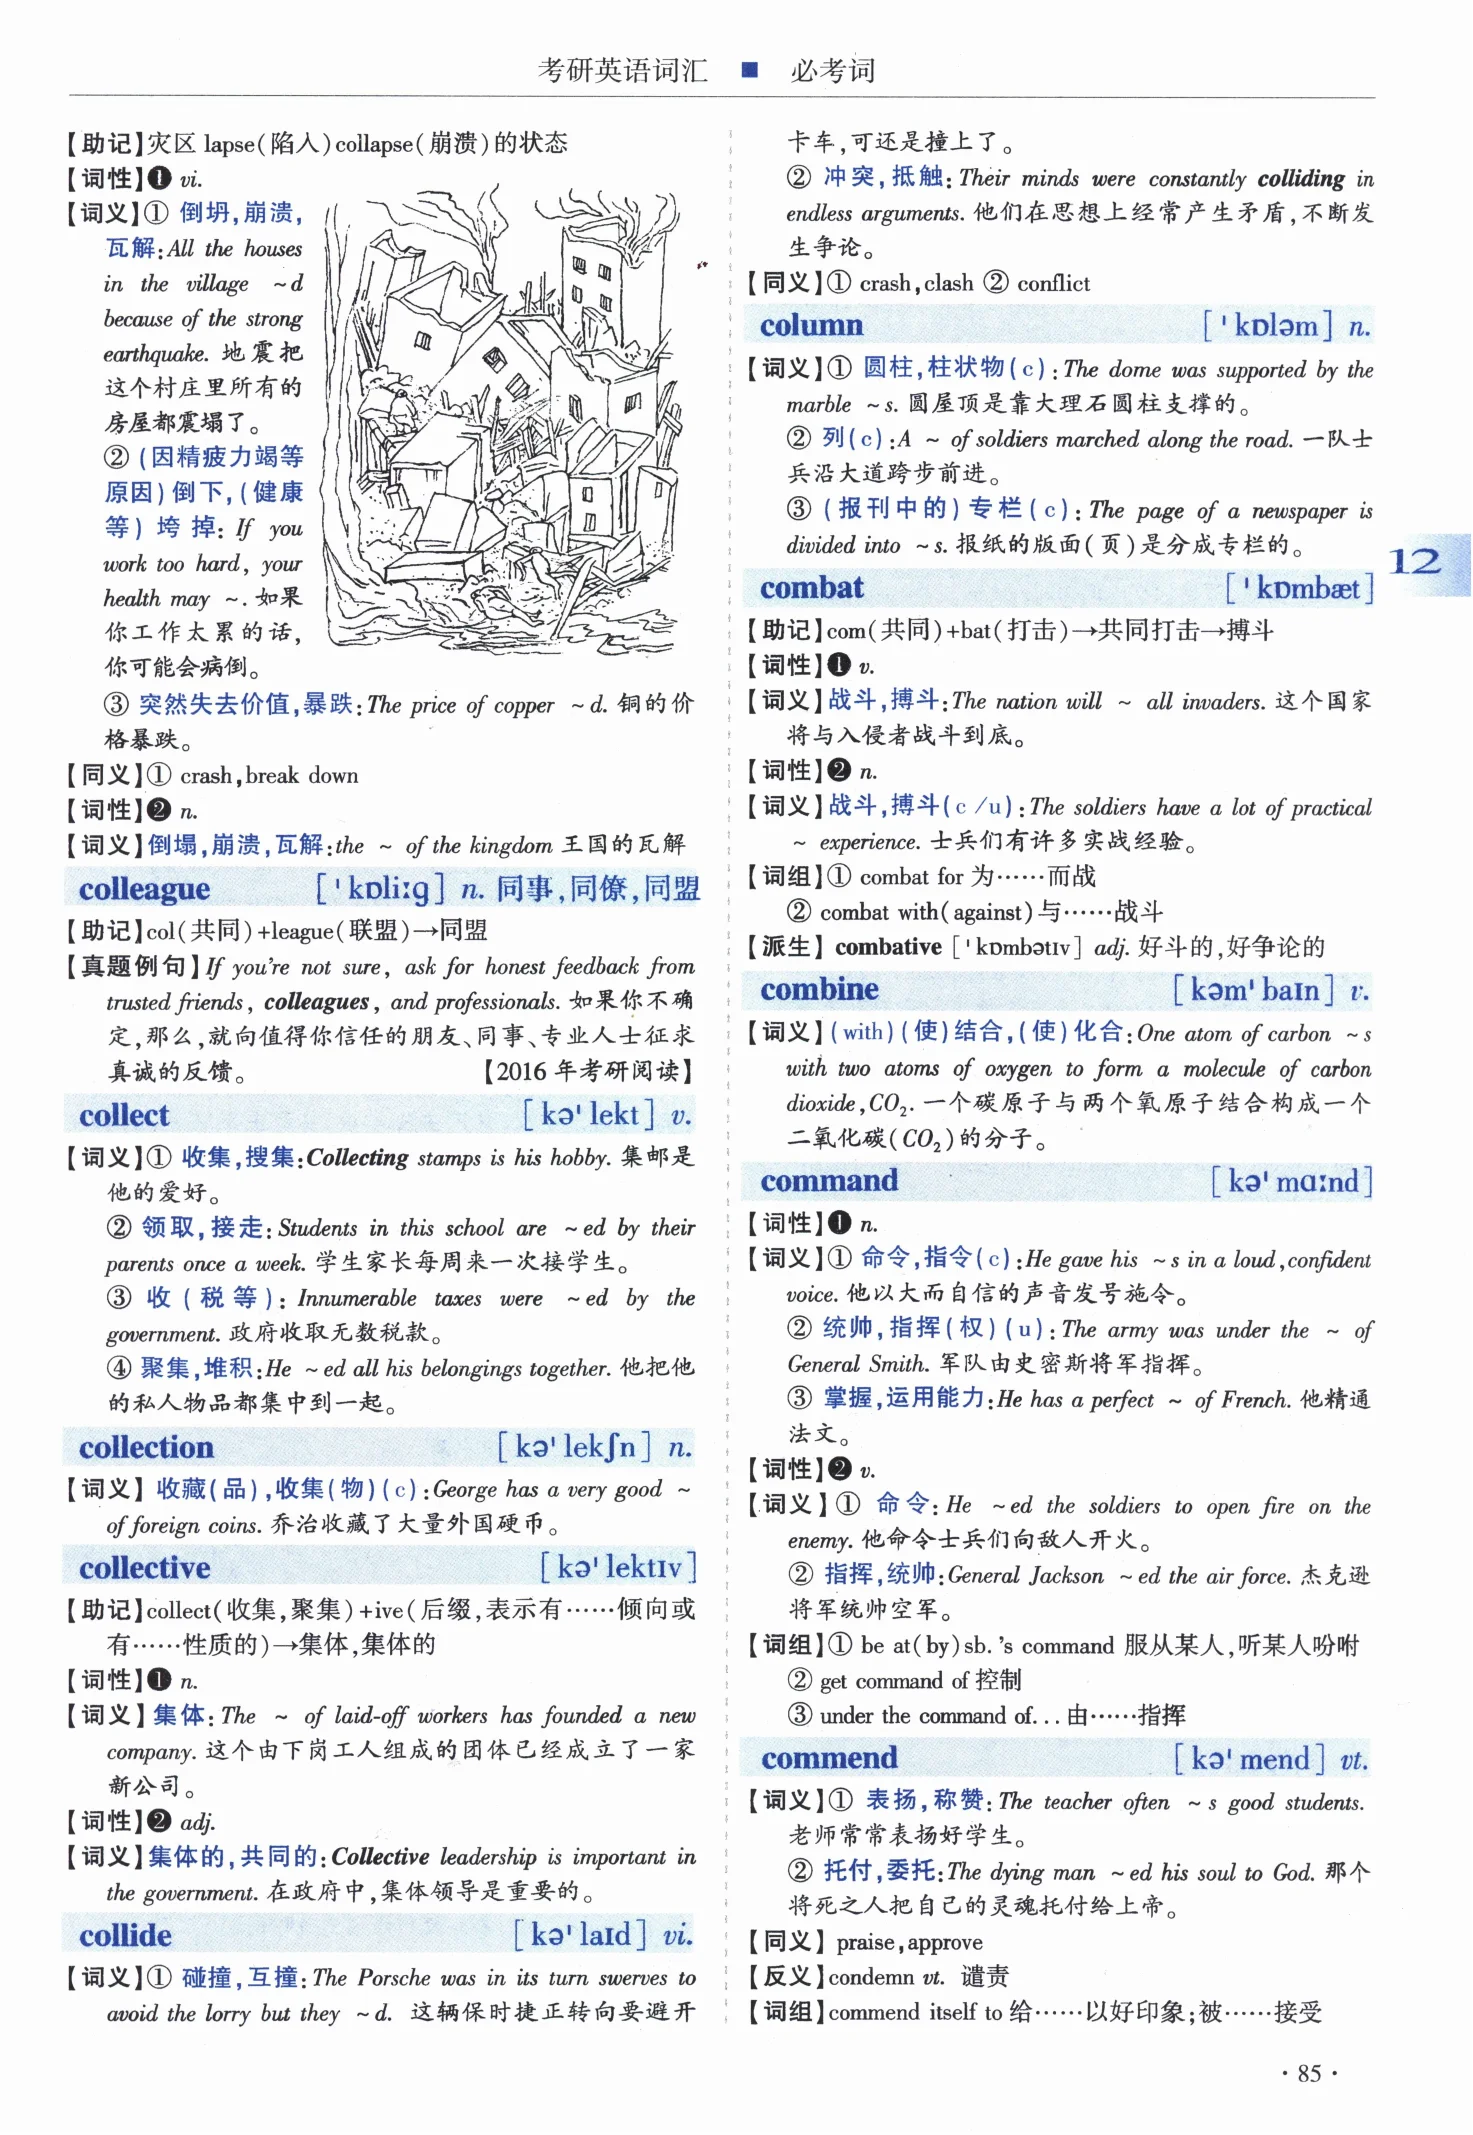 考研英语词汇 ■ 必考词
【助记】灾区 lapse(陷入)collapse(崩溃)的状态
【词性】❶ vi.
【词义】① 倒坍,崩溃,
瓦解:All the houses
in the village ~d
because of the strong
earthquake. 地震把
这个村庄里所有的
房屋都震塌了。
② (因精疲力竭等
原因)倒下,(健康
等) 垮掉: If you
work too hard, your
health may ~. 如果
你工作太累的话,
你可能会病倒。
③ 突然失去价值,暴跌:The price of copper ~d. 铜的价
格暴跌。
【同义】① crash,break down
【词性】❷ n.
【词义】倒塌,崩溃,瓦解:the ~ of the kingdom 王国的瓦解
colleague [ˈkɒliːg] n. 同事,同僚,同盟
【助记】col(共同)+league(联盟)→同盟
【真题例句】If you're not sure, ask for honest feedback from
trusted friends, colleagues, and professionals. 如果你不确
定,那么,就向值得你信任的朋友、同事、专业人士征求
真诚的反馈。 【2016 年考研阅读】
collect [kəˈlekt] v.
【词义】① 收集,搜集:Collecting stamps is his hobby. 集邮是
他的爱好。
② 领取,接走:Students in this school are ~ed by their
parents once a week. 学生家长每周来一次接学生。
③ 收 (税等): Innumerable taxes were ~ed by the
government. 政府收取无数税款。
④ 聚集,堆积:He ~ed all his belongings together. 他把他
的私人物品都集中到一起。
collection [kəˈlekʃn] n.
【词义】 收藏(品),收集(物)(c):George has a very good ~
of foreign coins. 乔治收藏了大量外国硬币。
collective [kəˈlektɪv]
【助记】collect(收集,聚集)+ive(后缀,表示有……倾向或
有……性质的)→集体,集体的
【词性】❶ n.
【词义】集体: The ~ of laid-off workers has founded a new
company. 这个由下岗工人组成的团体已经成立了一家
新公司。
【词性】❷ adj.
【词义】集体的,共同的:Collective leadership is important in
the government. 在政府中,集体领导是重要的。
collide [kəˈlaɪd] vi.
【词义】① 碰撞,互撞:The Porsche was in its turn swerves to
avoid the lorry but they ~d. 这辆保时捷正转向要避开
卡车,可还是撞上了。
② 冲突,抵触: Their minds were constantly colliding in
endless arguments. 他们在思想上经常产生矛盾,不断发
生争论。
【同义】① crash,clash ② conflict
column [ˈkɒləm] n.
【词义】① 圆柱,柱状物(c):The dome was supported by the
marble ~s. 圆屋顶是靠大理石圆柱支撑的。
② 列(c):A ~ of soldiers marched along the road. 一队士
兵沿大道跨步前进。
③ (报刊中的)专栏(c): The page of a newspaper is
divided into ~s. 报纸的版面(页)是分成专栏的。
12
combat [ˈkɒmbæt]
【助记】com(共同)+bat(打击)→共同打击→搏斗
【词性】❶ v.
【词义】战斗,搏斗:The nation will ~ all invaders. 这个国家
将与入侵者战斗到底。
【词性】❷ n.
【词义】战斗,搏斗(c/u):The soldiers have a lot of practical
~ experience. 士兵们有许多实战经验。
【词组】① combat for 为……而战
② combat with(against)与……战斗
【派生】 combative [ˈkɒmbətɪv] adj. 好斗的,好争论的
combine [kəmˈbaɪn] v.
【词义】(with)(使)结合,(使)化合:One atom of carbon ~s
with two atoms of oxygen to form a molecule of carbon
dioxide,CO₂. 一个碳原子与两个氧原子结合构成一个
二氧化碳(CO₂)的分子。
command [kəˈmɑːnd]
【词性】❶ n.
【词义】① 命令,指令(c):He gave his ~s in a loud,confident
voice. 他以大而自信的声音发号施令。
② 统帅,指挥(权)(u):The army was under the ~ of
General Smith. 军队由史密斯将军指挥。
③ 掌握,运用能力:He has a perfect ~ of French. 他精通
法文。
【词性】❷ v.
【词义】① 命令: He ~ed the soldiers to open fire on the
enemy. 他命令士兵们向敌人开火。
② 指挥,统帅:General Jackson ~ed the air force. 杰克逊
将军统帅空军。
【词组】① be at(by)sb.'s command 服从某人,听某人吩咐
② get command of 控制
③ under the command of... 由……指挥
commend [kəˈmend] vt.
【词义】① 表扬,称赞: The teacher often ~s good students.
老师常常表扬好学生。
② 托付,委托:The dying man ~ed his soul to God. 那个
将死之人把自己的灵魂托付给上帝。
【同义】 praise,approve
【反义】condemn vt. 谴责
【词组】commend itself to 给……以好印象;被……接受
· 85 ·